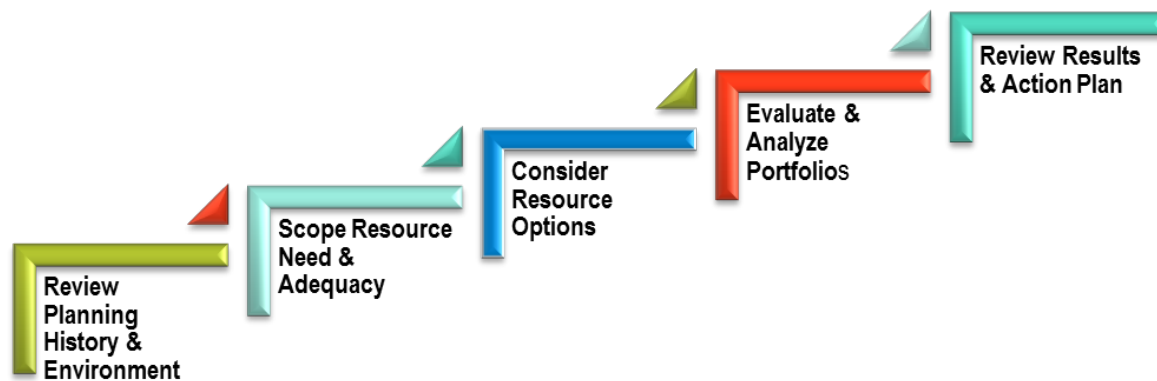 Review
Planning
History &
Environment
Scope Resource
Need &
Adequacy
Consider
Resource
Options
Evaluate &
Analyze
Portfolios
Review Results
& Action Plan